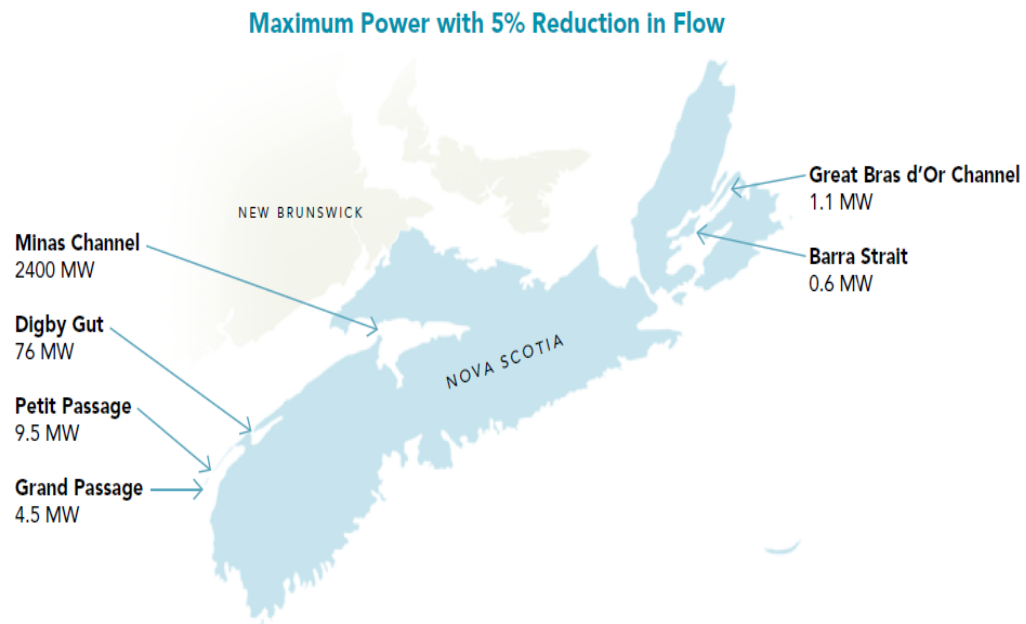 Maximum Power with 5% Reduction in Flow
Great Bras d'Or Channel
1.1 MW
NEW BRUNSWICK
Minas Channel
2400 MW
Barra Strait
0.6 MW
Digby Gut
76 MW
NOVA SCOTIA
Petit Passage
9.5 MW
Grand Passage
4.5 MW